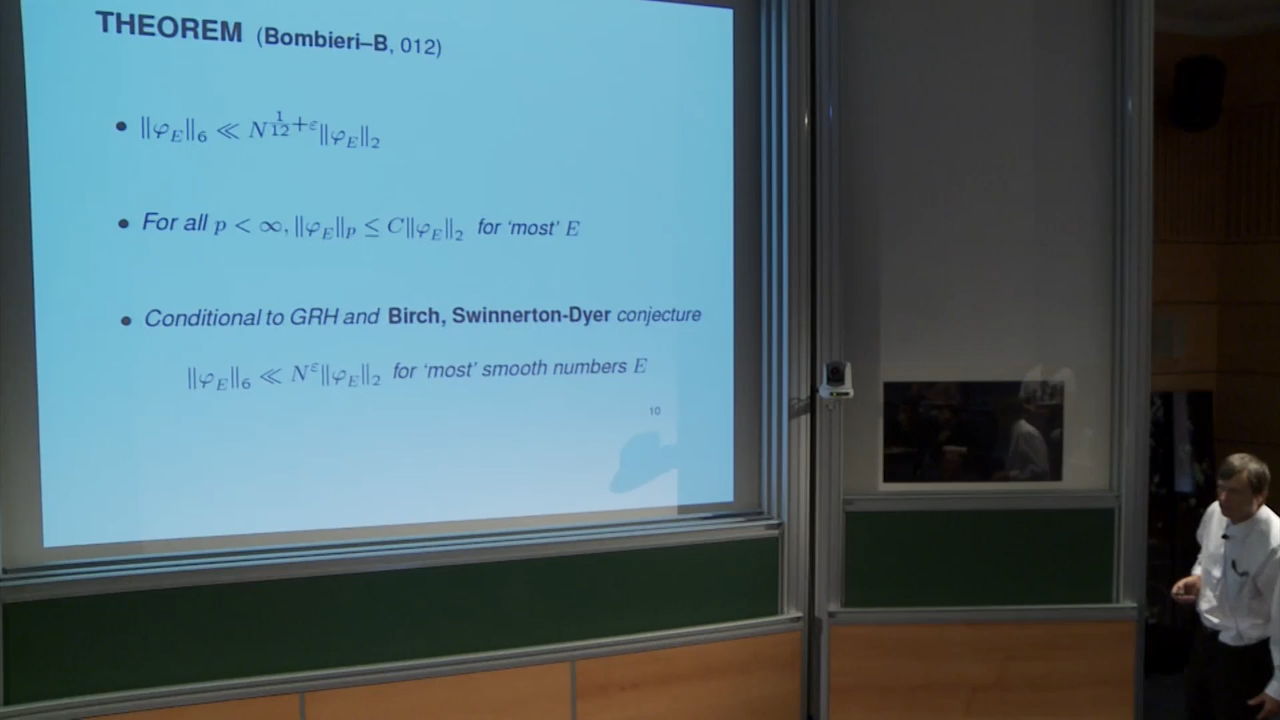 THEOREM (Bombieri–B, 012)
• ‖φ_E‖_6 ≪ N^{1/12+ε}‖φ_E‖_2
• For all p < ∞, ‖φ_E‖_p ≤ C‖φ_E‖_2 for ‘most’ E
• Conditional to GRH and Birch, Swinnerton-Dyer conjecture
‖φ_E‖_6 ≪ N^ε‖φ_E‖_2 for ‘most’ smooth numbers E
10